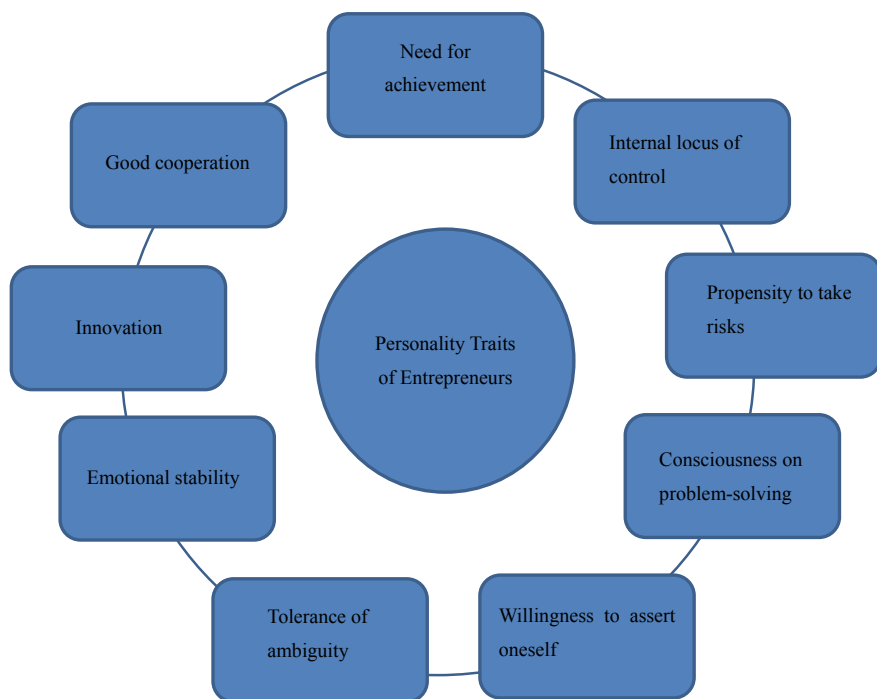 Need for
achievement
Internal locus of
control
Propensity to take
risks
Consciousness on
problem-solving
Willingness to assert
oneself
Tolerance of
ambiguity
Emotional stability
Innovation
Good cooperation
Personality Traits
of Entrepreneurs